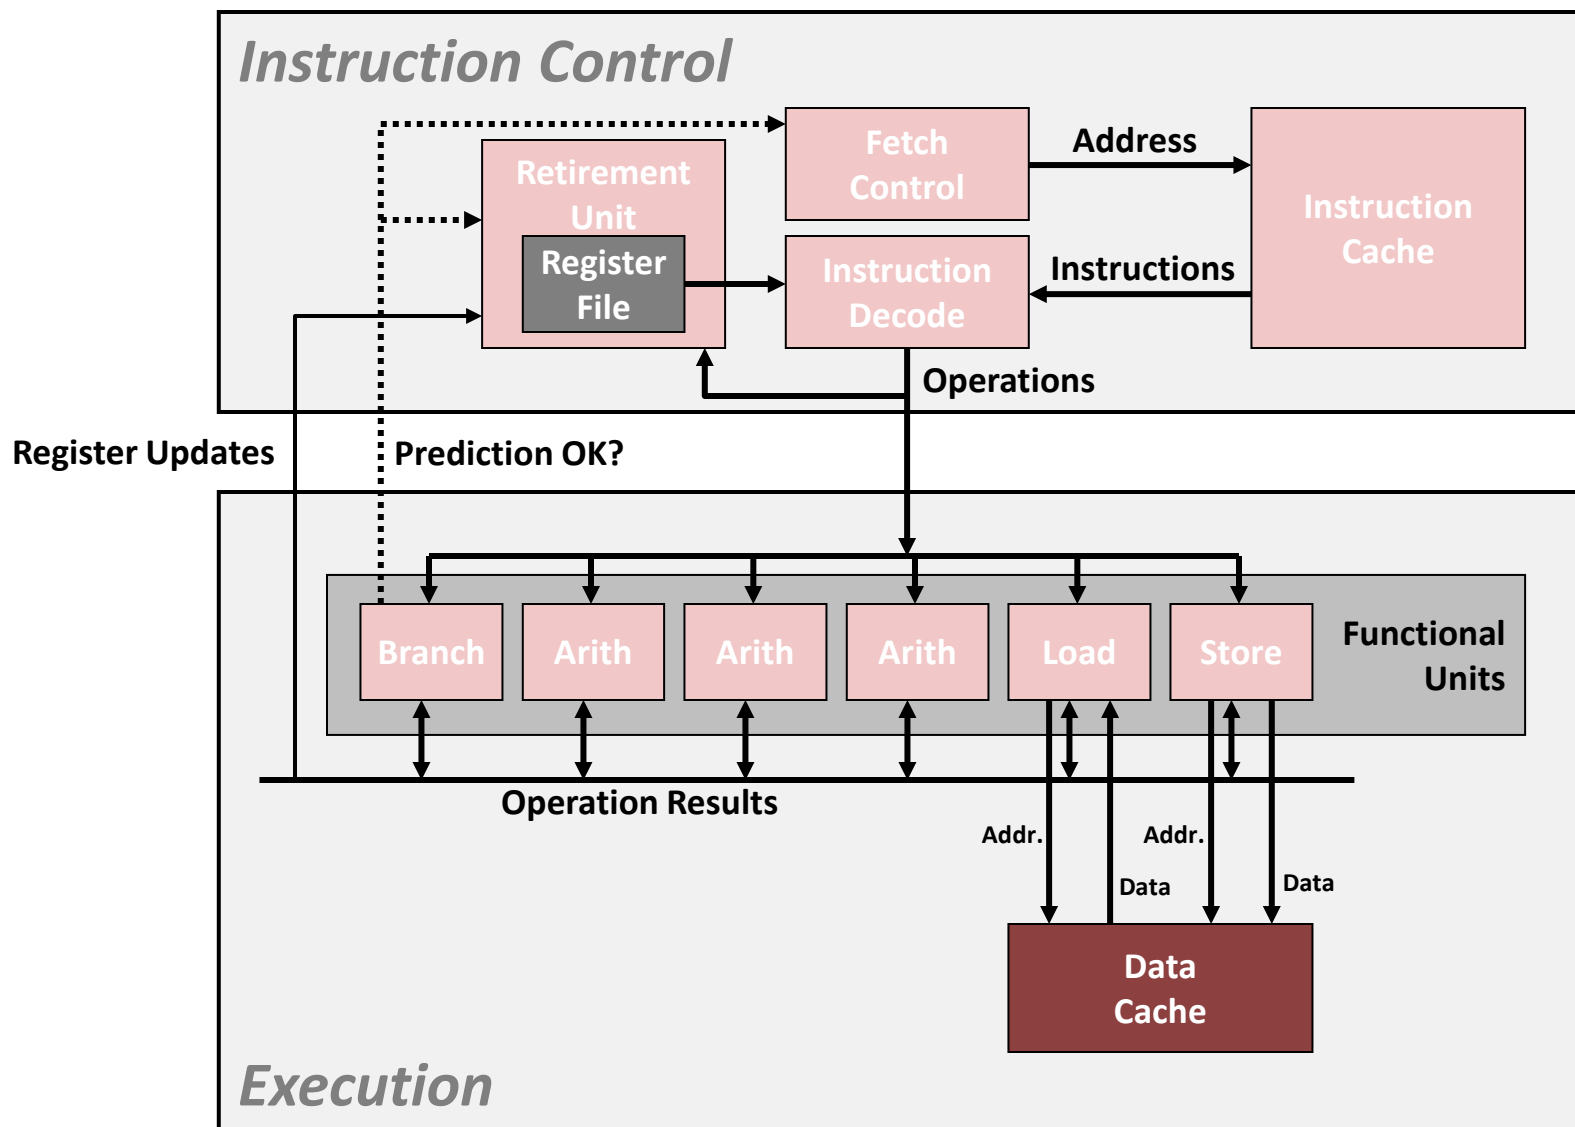 Instruction Control
Fetch
Control
Address
Instruction
Cache
Retirement
Unit
Register
File
Instruction
Decode
Instructions
Operations
Register Updates
Prediction OK?
Branch
Arith
Arith
Arith
Load
Store
Functional
Units
Operation Results
Addr.
Data
Addr.
Data
Data
Cache
Execution